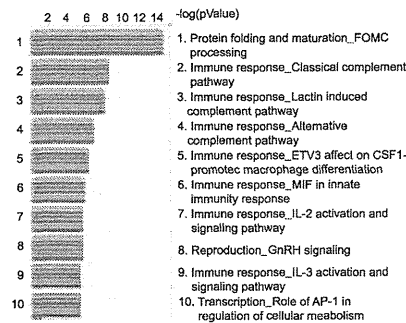 2 4 6 8 10 12 14 -log(pValue)
1 1. Protein folding and maturation_FOMC
processing
2 2. Immune response_Classical complement
pathway
3 3. Immune response_Lactin induced
complement pathway
4 4. Immune response_Alternative
complement pathway
5 5. Immune response_ETV3 affect on CSF1-
promotec macrophage differentiation
6 6. Immune response_MIF in innate
immunity response
7 7. Immune response_IL-2 activation and
signaling pathway
8 8. Reproduction_GnRH signaling
9 9. Immune response_IL-3 activation and
signaling pathway
10 10. Transcription_Role of AP-1 in
regulation of cellular meabolism